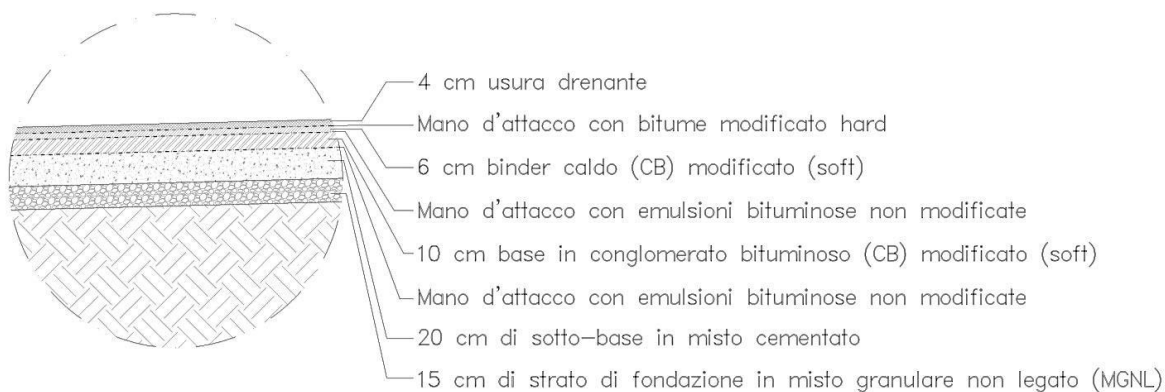 4 cm usura drenante
Mano d'attacco con bitume modificato hard
6 cm binder caldo (CB) modificato (soft)
Mano d'attacco con emulsioni bituminose non modificate
10 cm base in conglomerato bituminoso (CB) modificato (soft)
Mano d'attacco con emulsioni bituminose non modificate
20 cm di sotto-base in misto cementato
15 cm di strato di fondazione in misto granulare non legato (MGNL)